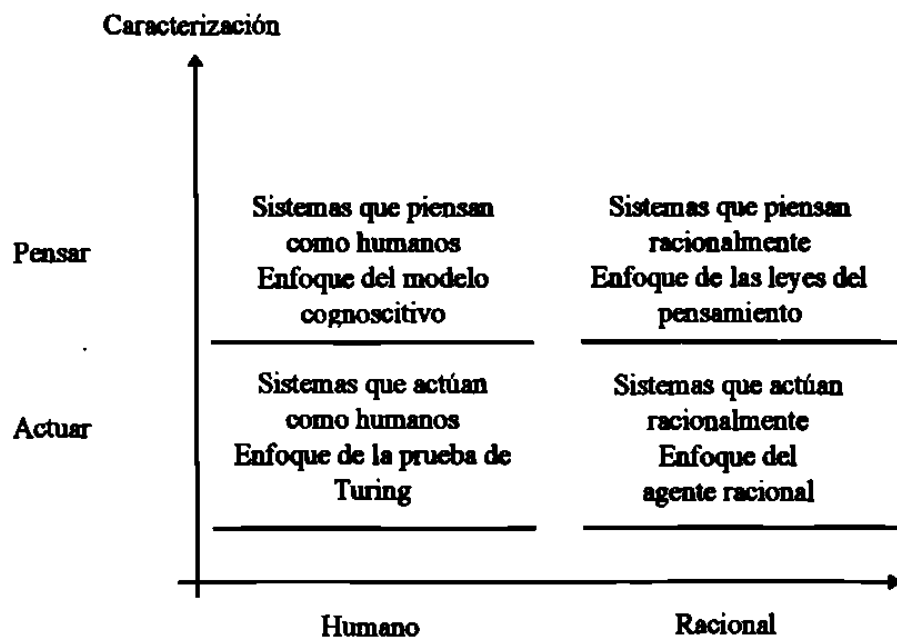 Caracterización
Pensar
Sistemas que piensan
como humanos
Enfoque del modelo
cognoscitivo
Sistemas que piensan
racionalmente
Enfoque de las leyes del
pensamiento
Actuar
Sistemas que actúan
como humanos
Enfoque de la prueba de
Turing
Sistemas que actúan
racionalmente
Enfoque del
agente racional
Humano
Racional